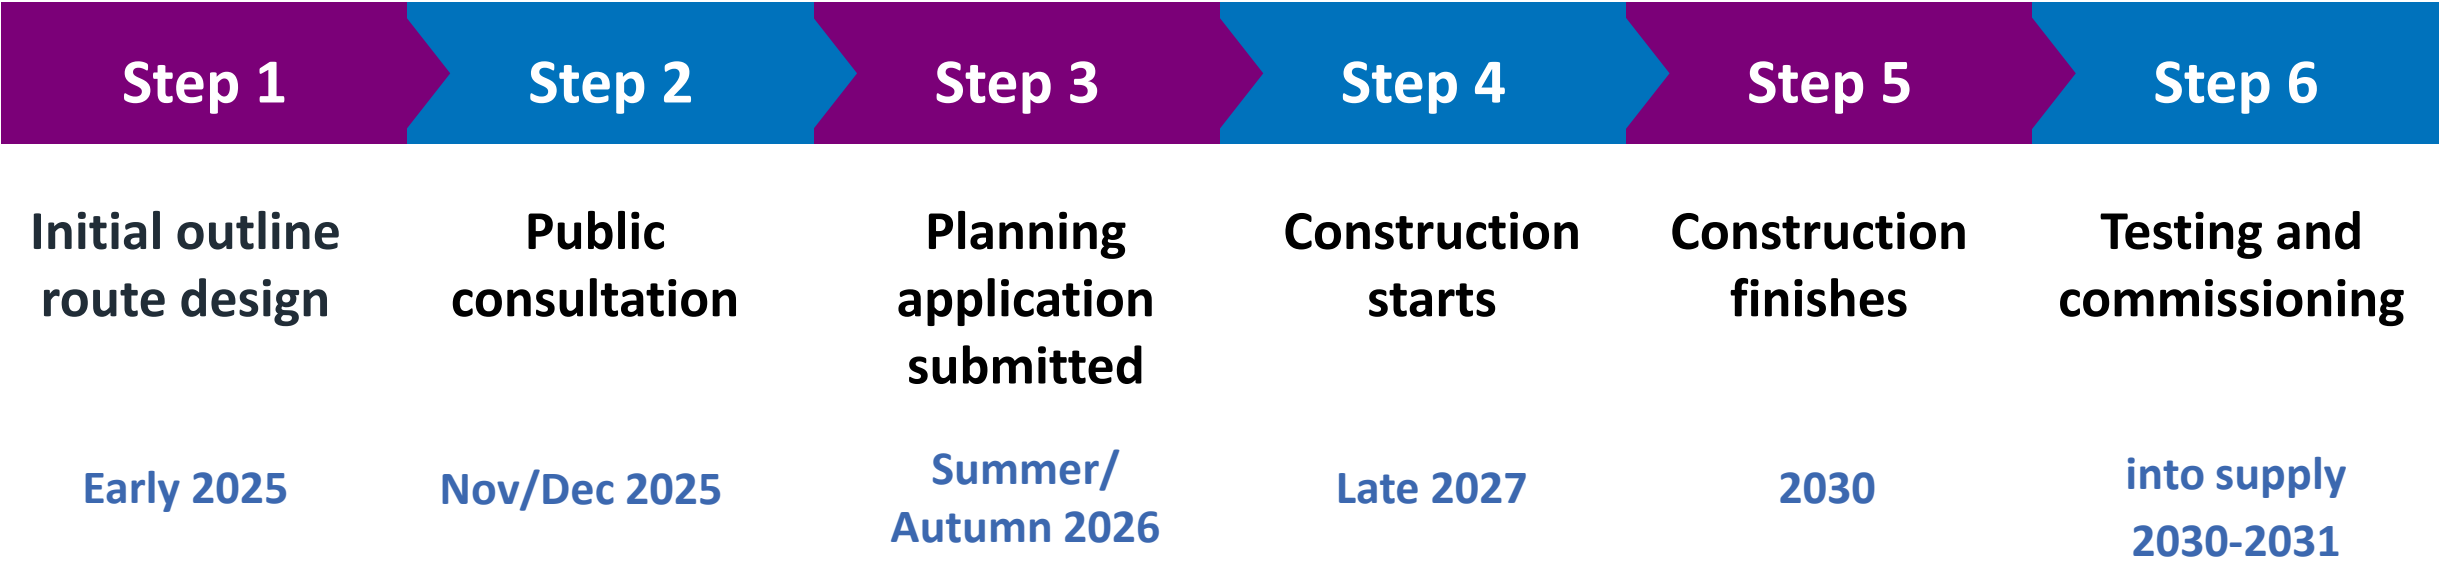 Step 1
Step 2
Step 3
Step 4
Step 5
Step 6
Initial outline
route design
Public
consultation
Planning
application
submitted
Construction
starts
Construction
finishes
Testing and
commissioning
Early 2025
Nov/Dec 2025
Summer/
Autumn 2026
Late 2027
2030
into supply
2030-2031